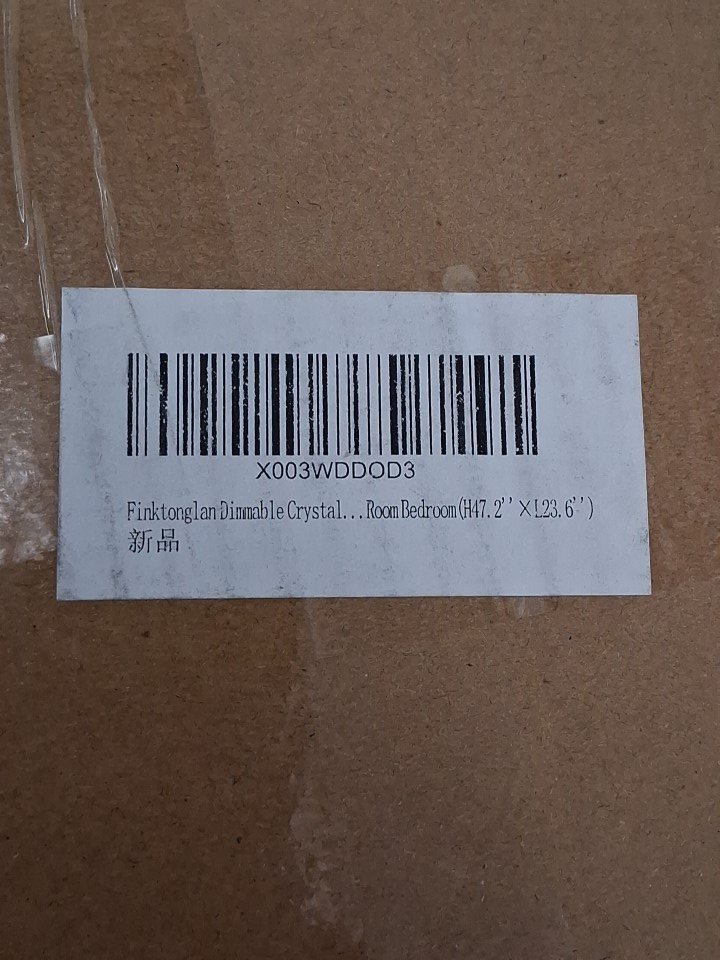 X003WDDOD3
Finktonglan Dimmable Crystal...Room Bedroom(H47.2''×L23.6'')
新品